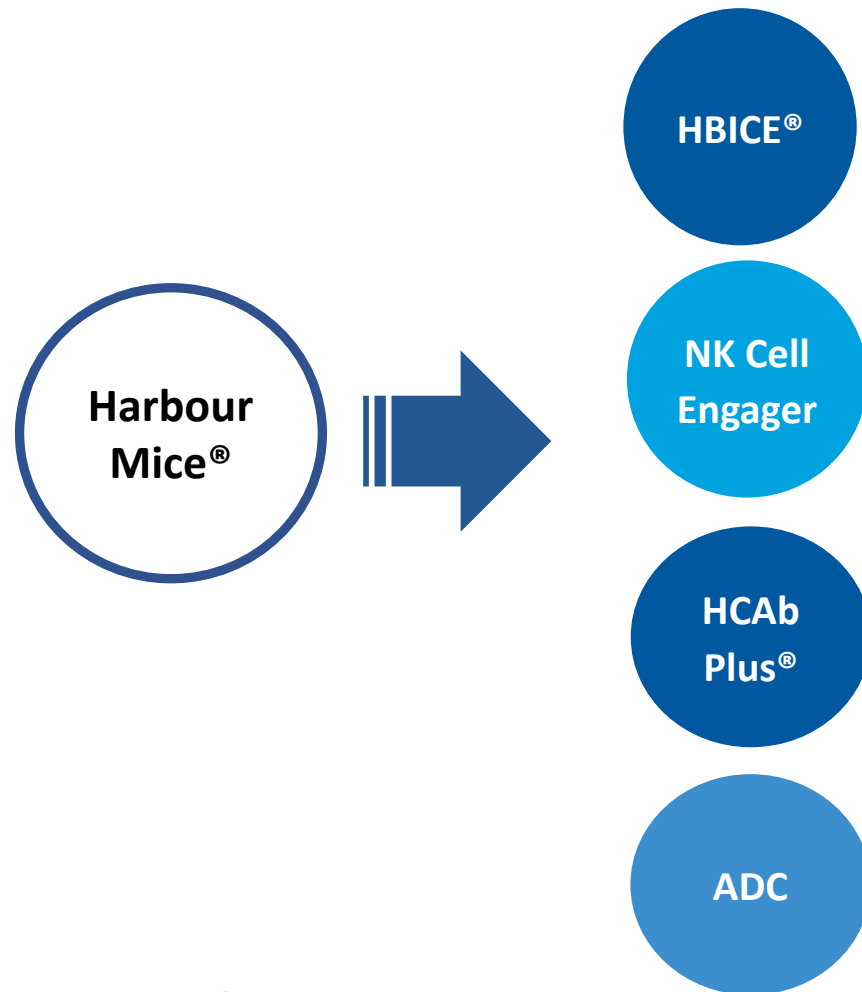 HBICE®
NK Cell
Engager
Harbour
Mice®
HCAb
Plus®
ADC